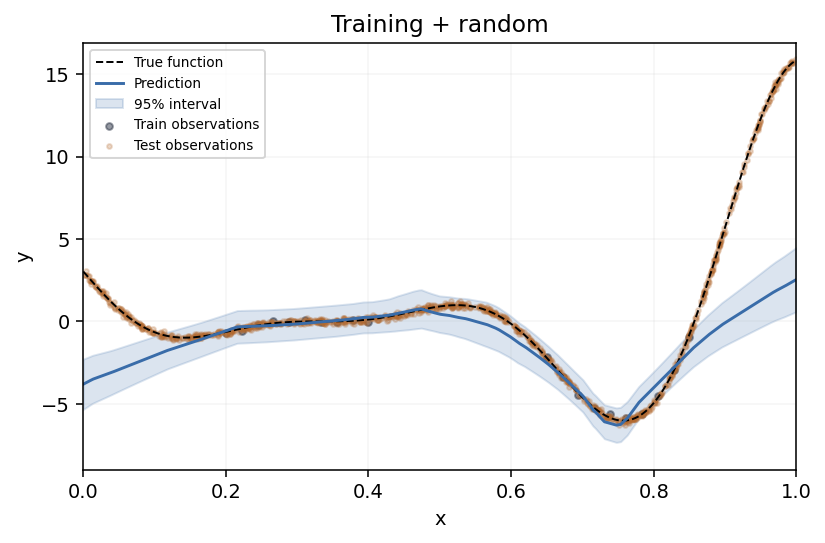 Training + random
True function
Prediction
95% interval
Train observations
Test observations
y
15
10
5
0
−5
0.0 0.2 0.4 0.6 0.8 1.0
x